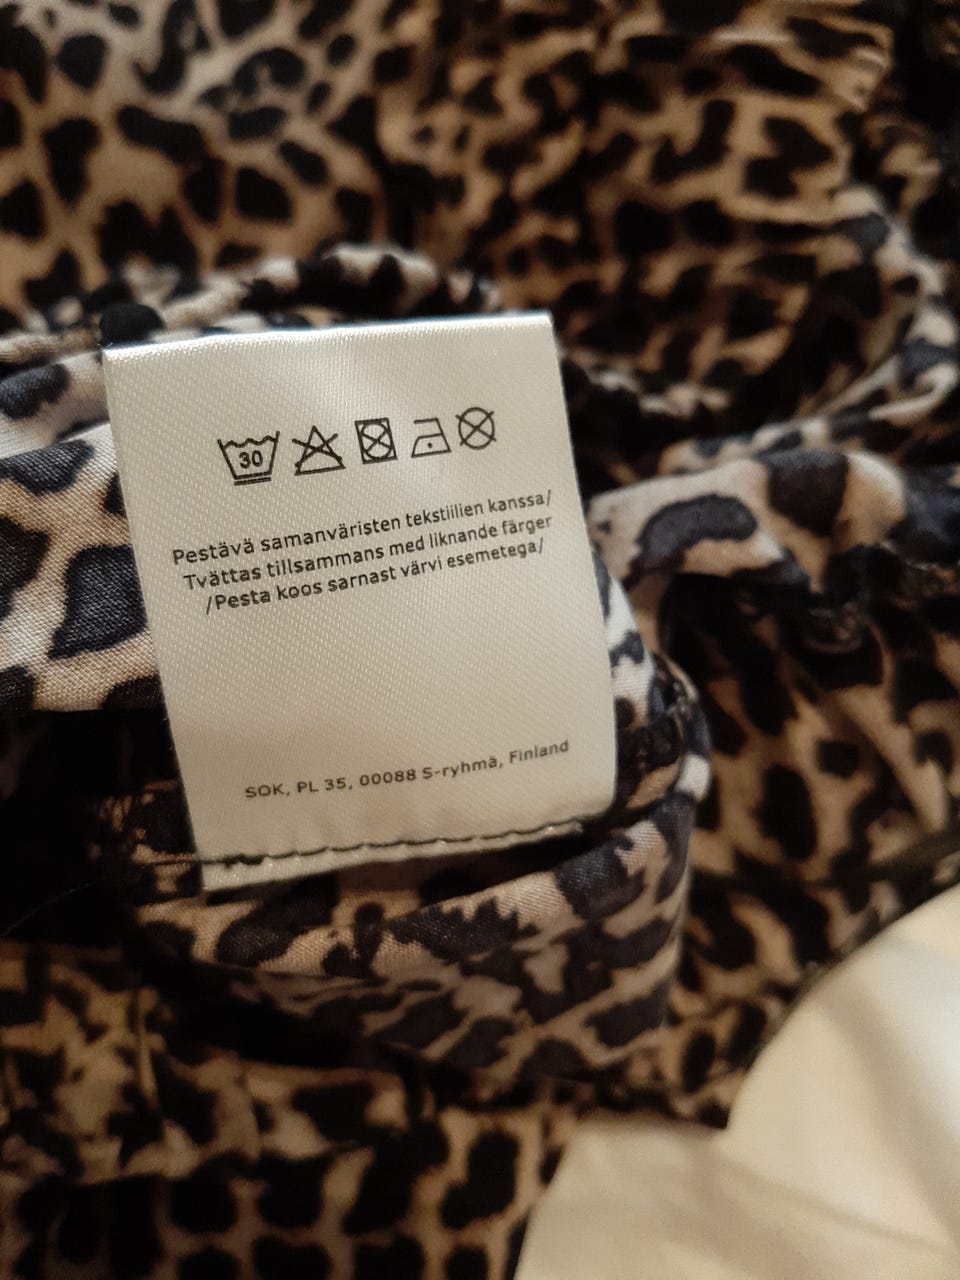 30
Pestävä samanväristen tekstiilien kanssa/
Tvättas tillsammans med liknande färger
/Pesta koos sarnast värvi esemetega/
SOK, PL 35, 00088 S-ryhmä, Finland